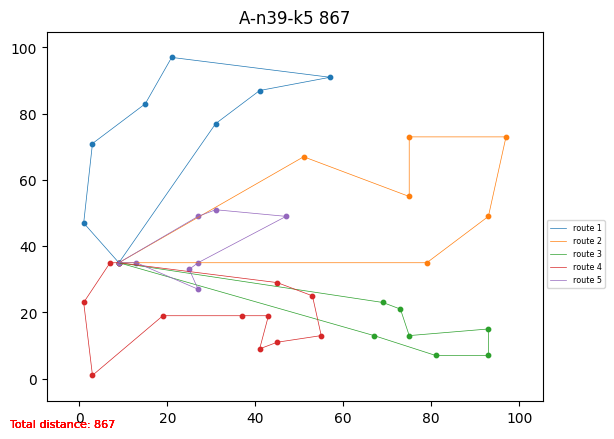 A-n39-k5 867
100
80
60
40
20
0
0 20 40 60 80 100
route 1
route 2
route 3
route 4
route 5
Total distance: 867